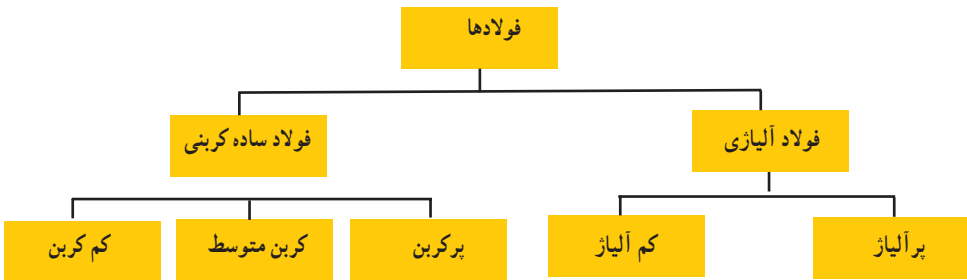 فولادها
فولاد آلیاژی
فولاد ساده کربنی
پرآلیاژ
کم آلیاژ
پرکربن
کربن متوسط
کم کربن